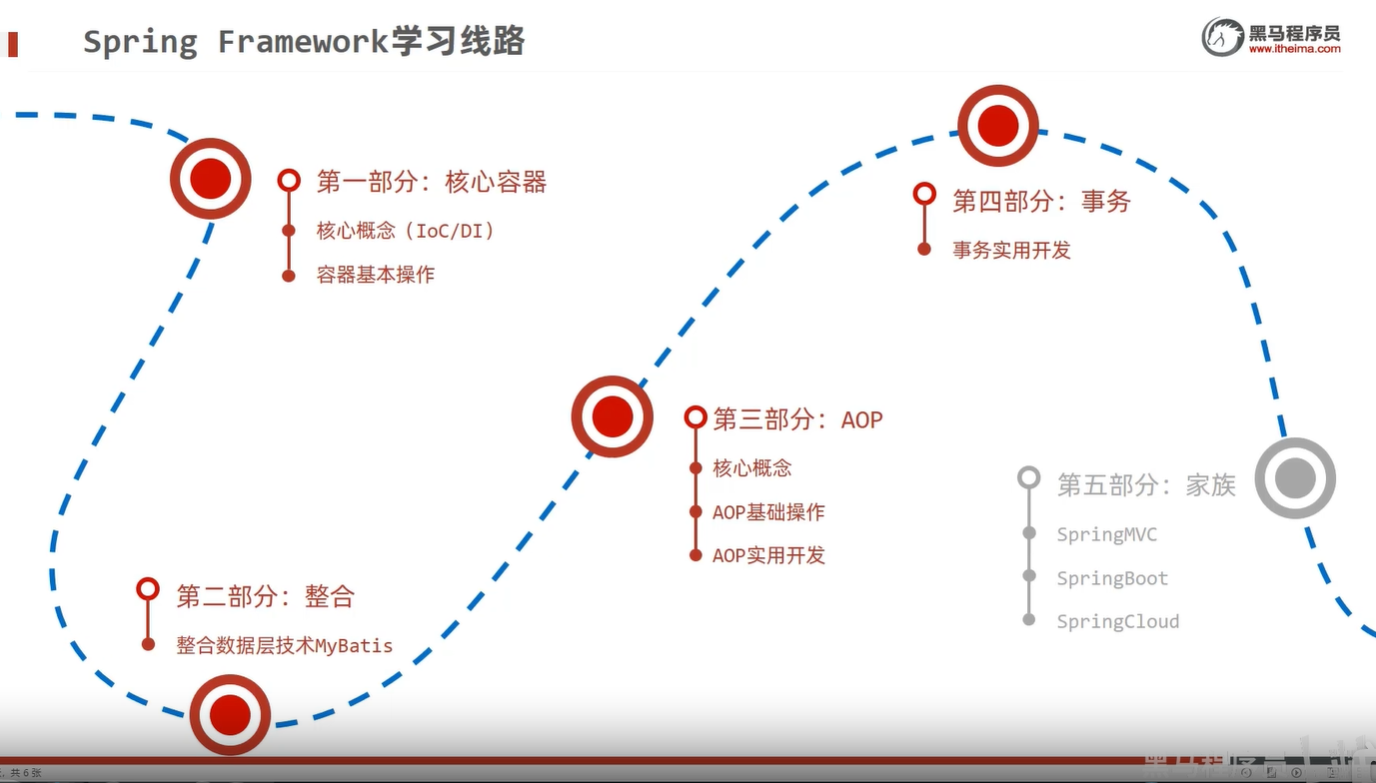 Spring Framework学习线路
黑马程序员
www.itheima.com
第一部分：核心容器
核心概念（IoC/DI）
容器基本操作
第四部分：事务
事务实用开发
第三部分：AOP
核心概念
AOP基础操作
AOP实用开发
第五部分：家族
SpringMVC
SpringBoot
SpringCloud
第二部分：整合
整合数据层技术MyBatis
黑马程序员
共 6 张